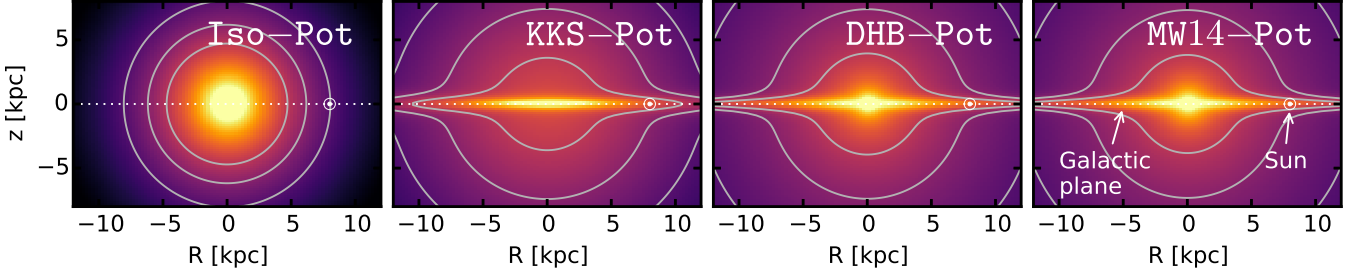 Iso−Pot
KKS−Pot
DHB−Pot
MW14−Pot
5
0
−5
z [kpc]
Galactic
plane
Sun
−10 −5 0 5 10
−10 −5 0 5 10
−10 −5 0 5 10
−10 −5 0 5 10
R [kpc]
R [kpc]
R [kpc]
R [kpc]